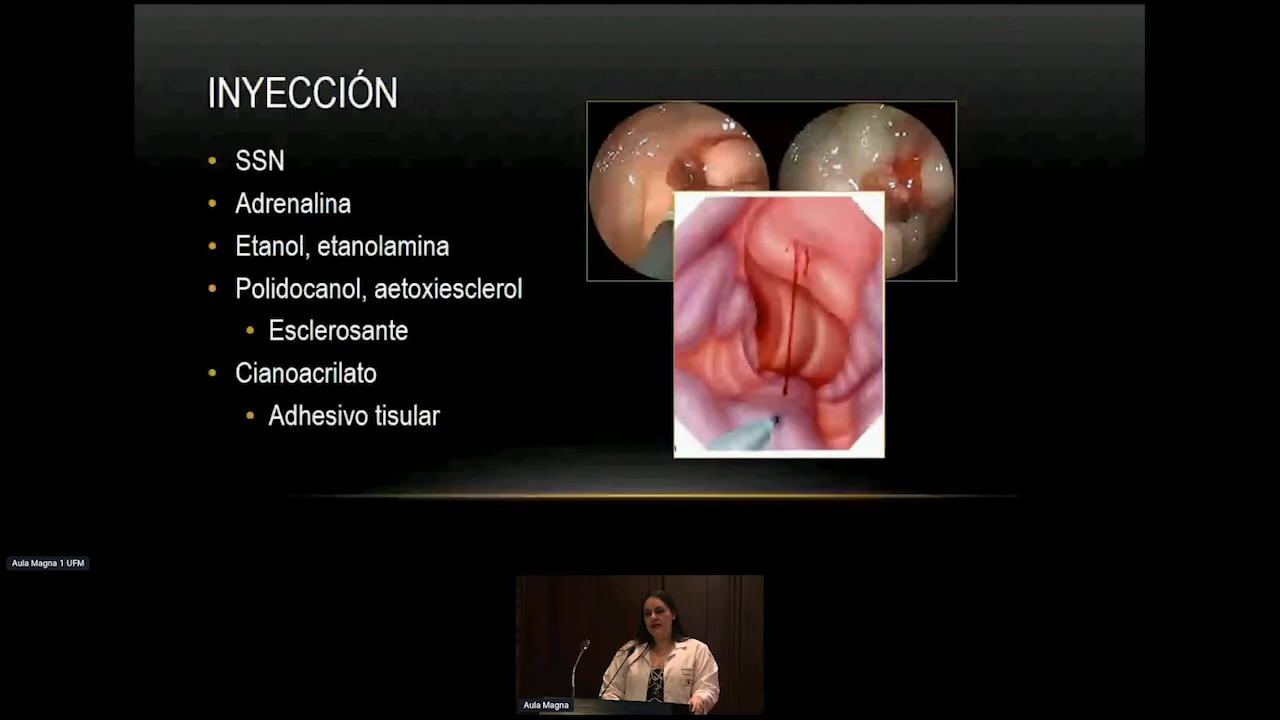 INYECCIÓN
SSN
Adrenalina
Etanol, etanolamina
Polidocanol, aetoxiesclerol
Esclerosante
Cianoacrilato
Adhesivo tisular
Aula Magna 1 UFM
Aula Magna